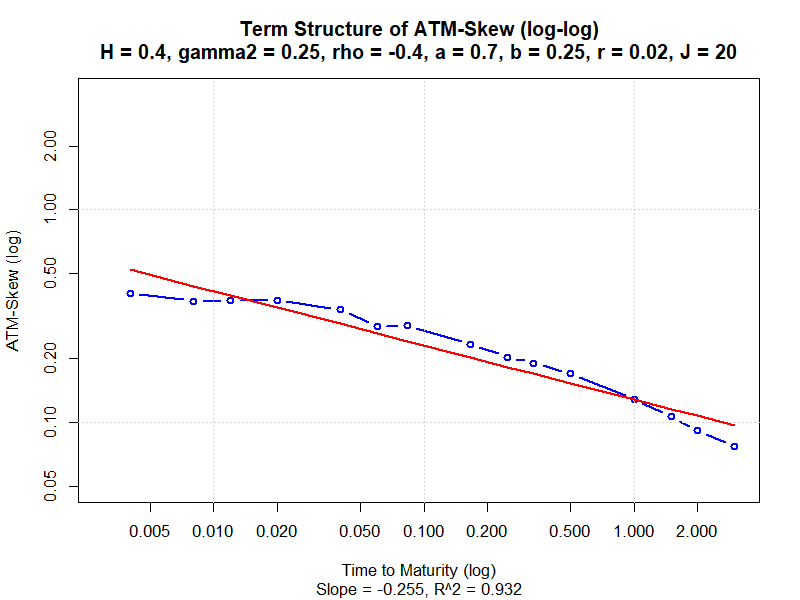 Term Structure of ATM-Skew (log-log)
H = 0.4, gamma2 = 0.25, rho = -0.4, a = 0.7, b = 0.25, r = 0.02, J = 20
ATM-Skew (log)
2.00
1.00
0.50
0.20
0.10
0.05
0.005 0.010 0.020 0.050 0.100 0.200 0.500 1.000 2.000
Time to Maturity (log)
Slope = -0.255, R^2 = 0.932